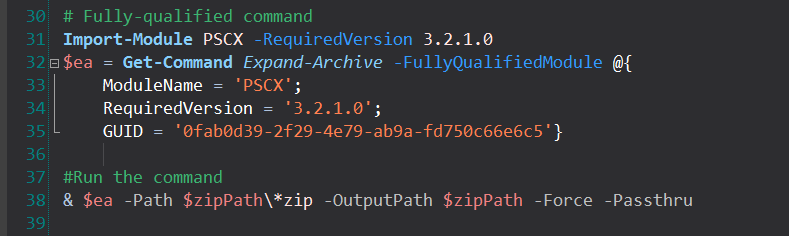 30 # Fully-qualified command
31 Import-Module PSCX -RequiredVersion 3.2.1.0
32 $ea = Get-Command Expand-Archive -FullyQualifiedModule @{
33     ModuleName = 'PSCX';
34     RequiredVersion = '3.2.1.0';
35     GUID = '0fab0d39-2f29-4e79-ab9a-fd750c66e6c5'}
36
37 #Run the command
38 & $ea -Path $zipPath\*zip -OutputPath $zipPath -Force -Passthru
39